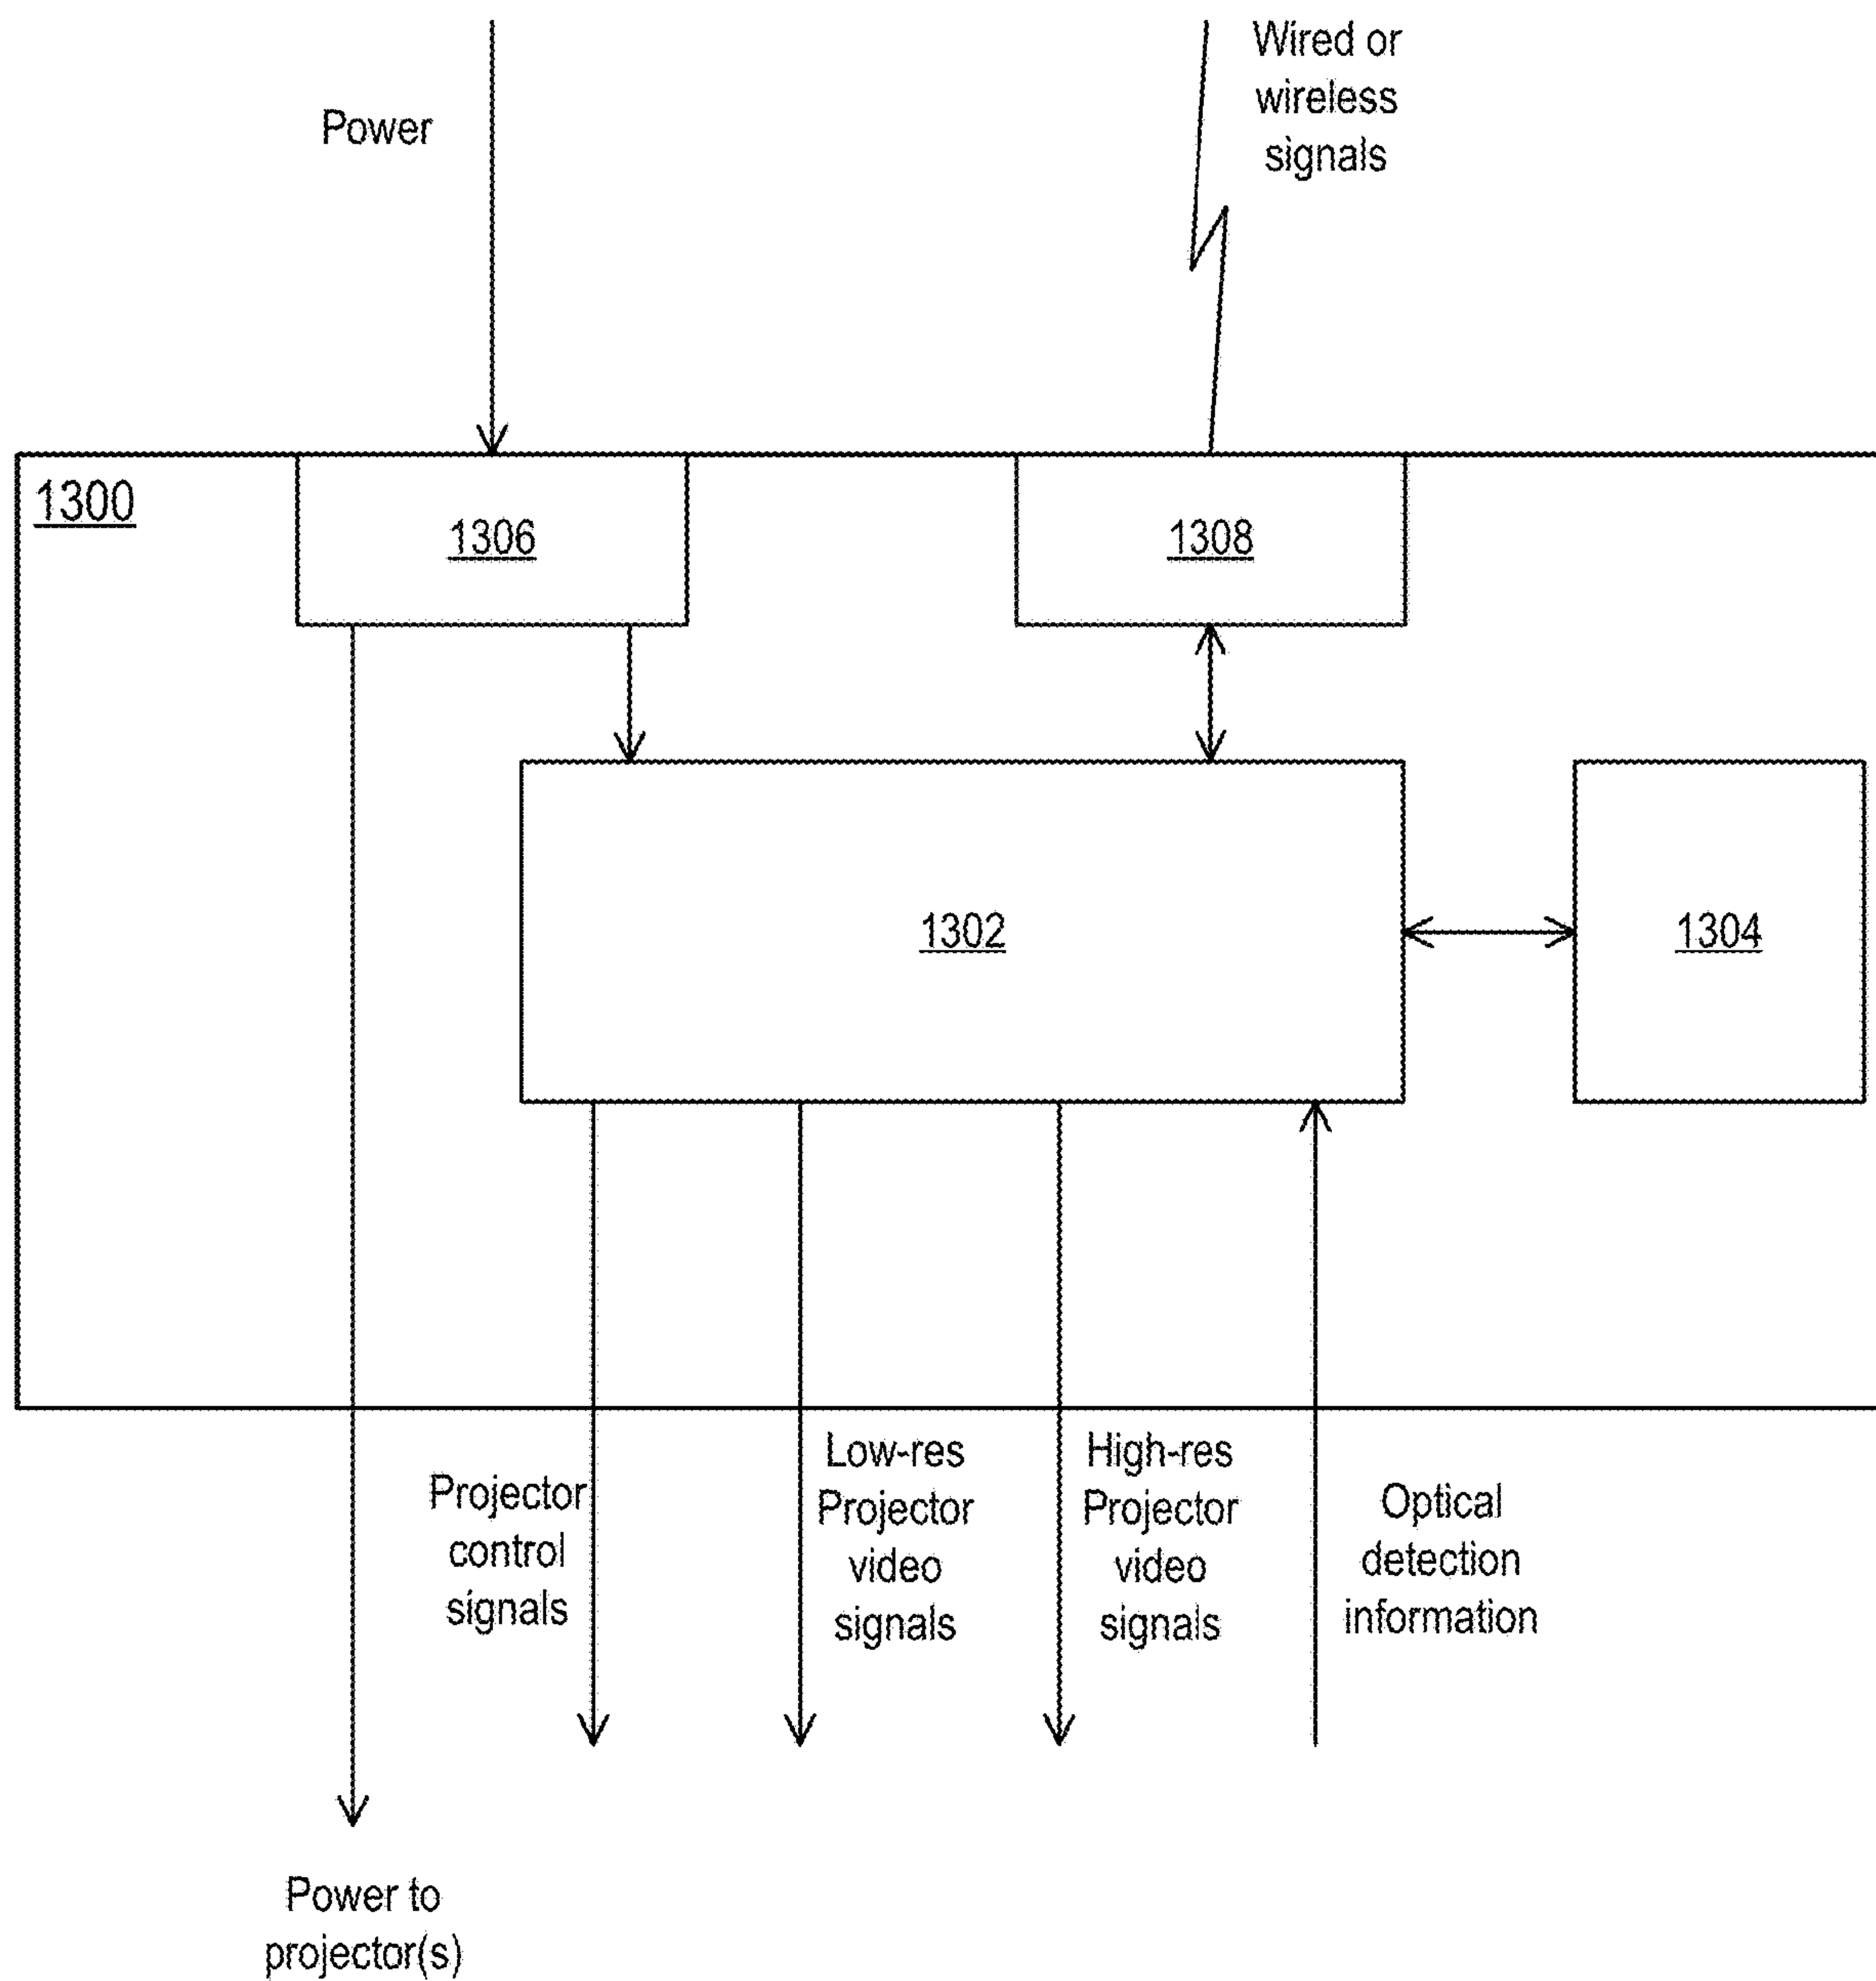 Power
Wired or
wireless
signals
1300
1306
1308
1302
1304
Projector
control
signals
Low-res
Projector
video
signals
High-res
Projector
video
signals
Optical
detection
information
Power to
projector(s)